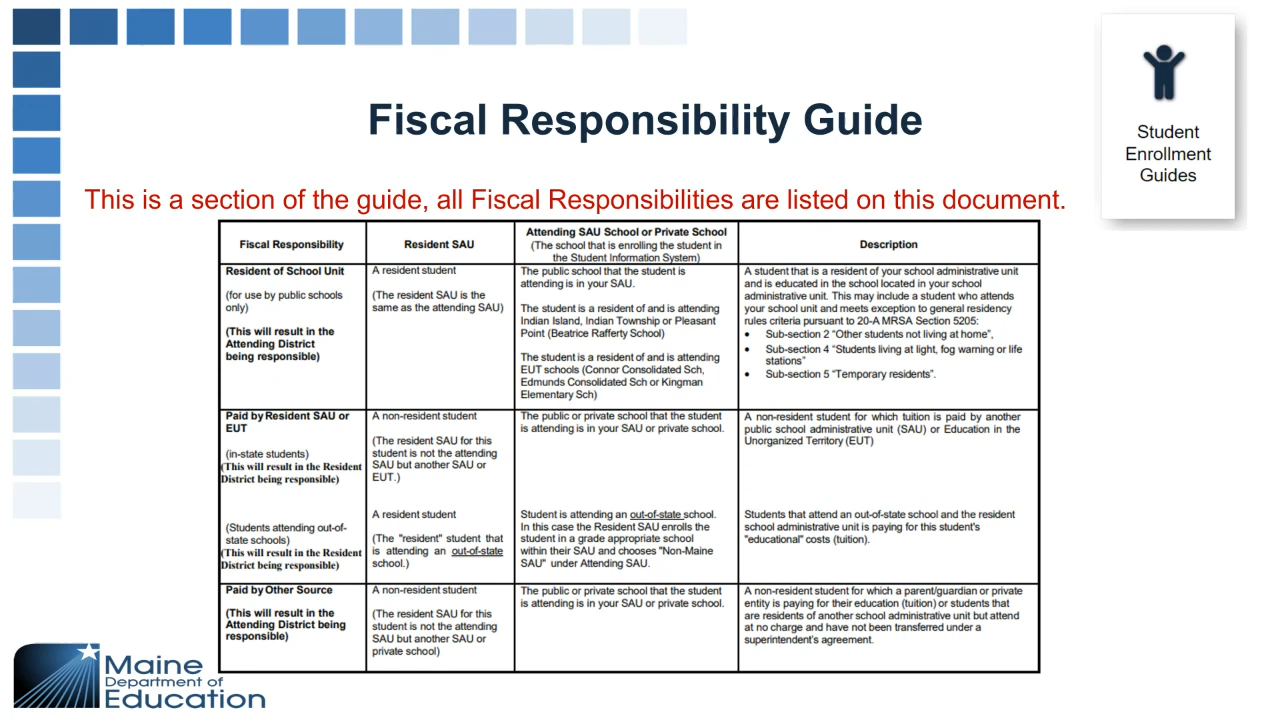 Student
Enrollment
Guides
Fiscal Responsibility Guide
This is a section of the guide, all Fiscal Responsibilities are listed on this document.
Fiscal Responsibility
Resident SAU
Attending SAU School or Private School
(The school that is enrolling the student in
the Student Information System)
Description
Resident of School Unit
(for use by public schools
only)
(This will result in the
Attending District
being responsible)
A resident student
(The resident SAU is the
same as the attending SAU)
The public school that the student is
attending is in your SAU.
The student is a resident of and is attending
Indian Island, Indian Township or Pleasant
Point (Beatrice Rafferty School)
The student is a resident of and is attending
EUT schools (Connor Consolidated Sch,
Edmunds Consolidated Sch or Kingman
Elementary Sch)
A student that is a resident of your school administrative unit
and is educated in the school located in your school
administrative unit. This may include a student who attends
your school unit and meets exception to general residency
rules criteria pursuant to 20-A MRSA Section 5205:
• Sub-section 2 “Other students not living at home”,
• Sub-section 4 “Students living at light, fog warning or life
stations”
• Sub-section 5 “Temporary residents”.
Paid by Resident SAU or
EUT
(in-state students)
(This will result in the Resident
District being responsible)
A non-resident student
(The resident SAU for this
student is not the attending
SAU but another SAU or
EUT.)
The public or private school that the student
is attending is in your SAU or private school.
A non-resident student for which tuition is paid by another
public school administrative unit (SAU) or Education in the
Unorganized Territory (EUT)
(Students attending out-of-
state schools)
(This will result in the Resident
District being responsible)
A resident student
(The "resident" student that
is attending an out-of-state
school.)
Student is attending an out-of-state school.
In this case the Resident SAU enrolls the
student in a grade appropriate school
within their SAU and chooses "Non-Maine
SAU" under Attending SAU.
Students that attend an out-of-state school and the resident
school administrative unit is paying for this student's
"educational" costs (tuition).
Paid by Other Source
(This will result in the
Attending District being
responsible)
A non-resident student
(The resident SAU for this
student is not the attending
SAU but another SAU or
private school)
The public or private school that the student
is attending is in your SAU or private school.
A non-resident student for which a parent/guardian or private
entity is paying for their education (tuition) or students that
are residents of another school administrative unit but attend
at no charge and have not been transferred under a
superintendent's agreement.
Maine
Department of
Education